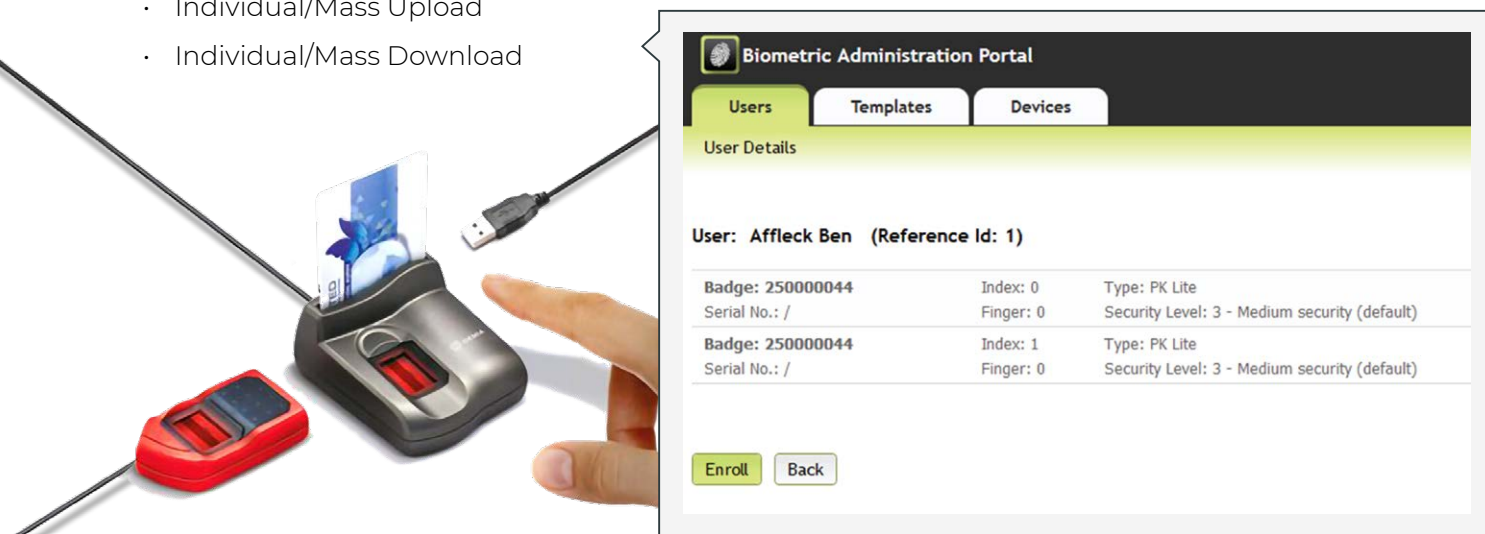 · Individual/Mass Upload
· Individual/Mass Download
Biometric Administration Portal
Users Templates Devices
User Details
User: Affleck Ben (Reference Id: 1)
Badge: 250000044 Index: 0 Type: PK Lite
Serial No.: / Finger: 0 Security Level: 3 - Medium security (default)
Badge: 250000044 Index: 1 Type: PK Lite
Serial No.: / Finger: 0 Security Level: 3 - Medium security (default)
Enroll Back